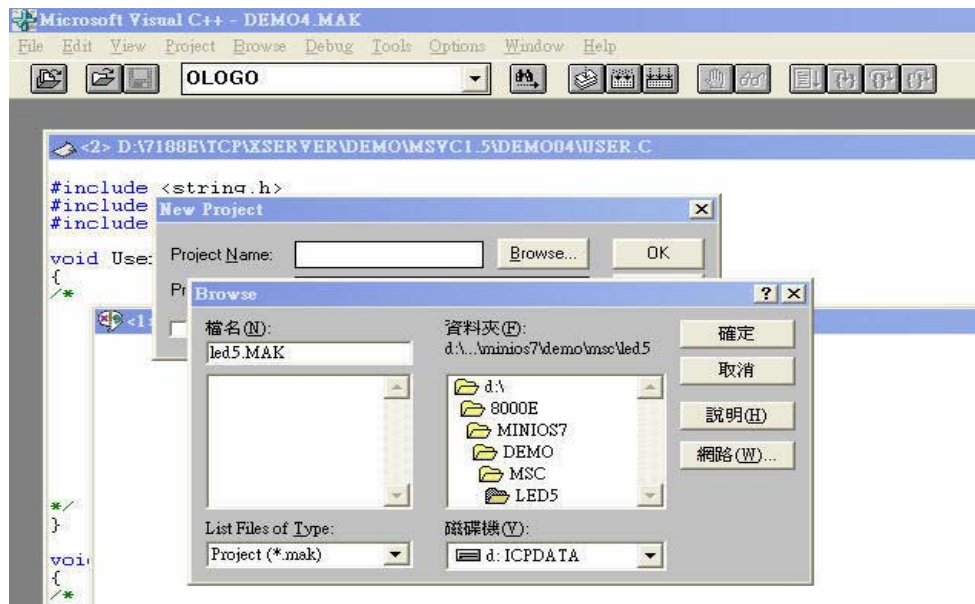 Microsoft Visual C++ - DEMO4.MAK
File Edit View Project Browse Debug Tools Options Window Help
OLOGO
<2> D:\7188E\TCP\XSERVER\DEMO\MSVC1.5\DEMO04\USER.C
#include <string.h>
#include
#include
New Project
Project Name:
Browse...
OK
void User
{
/*
Pr
<1>
Browse
檔名(N):
led5.MAK
資料夾(F):
d:\...\minios7\demo\msc\led5
d:\
8000E
MINIOS7
DEMO
MSC
LED5
確定
取消
說明(H)
網路(W)...
List Files of Type:
Project (*.mak)
磁碟機(V):
d: ICPDATA
*/
}
voi
{
/*